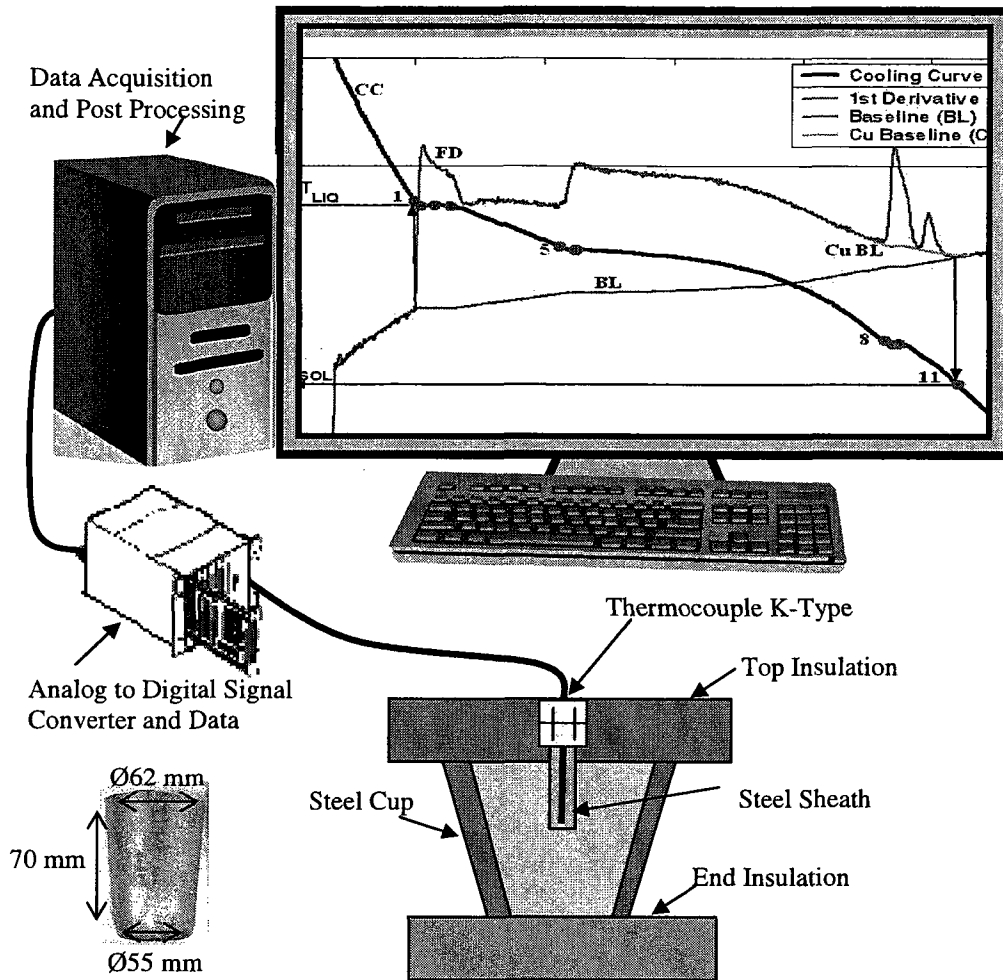 Data Acquisition
and Post Processing
CC
Cooling Curve
1st Derivative
Baseline (BL)
Cu Baseline (C
FD
TLIQ
1
5
Cu BL
BL
8
SOL
11
Thermocouple K-Type
Top Insulation
Analog to Digital Signal
Converter and Data
Ø62 mm
Steel Cup
Steel Sheath
70 mm
End Insulation
Ø55 mm